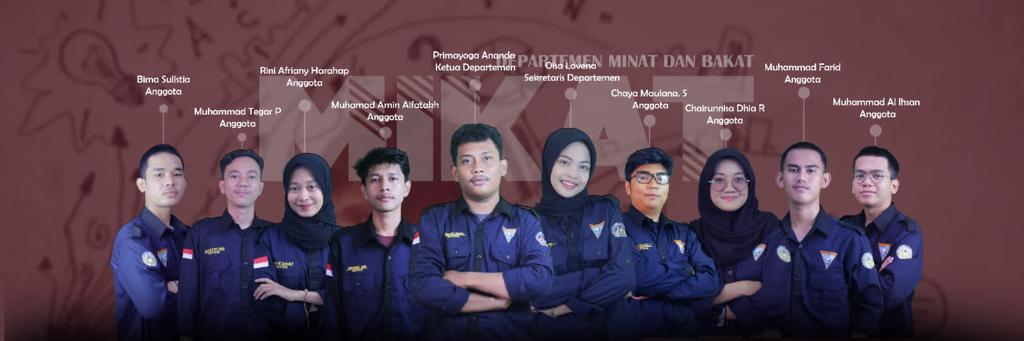 DEPARTEMEN MINAT DAN BAKAT
MIKAT
Bima Sulistia
Anggota
Muhammad Tegar P
Anggota
Rini Afriany Harahap
Anggota
Muhamad Amin Alfatakh
Anggota
Primayoga Ananda
Ketua Departemen
Olsa Lovena
Sekretaris Departemen
Chaya Maulana. S
Anggota
Chairunnisa Dhia R
Anggota
Muhammad Farid
Anggota
Muhammad Al Ihsan
Anggota